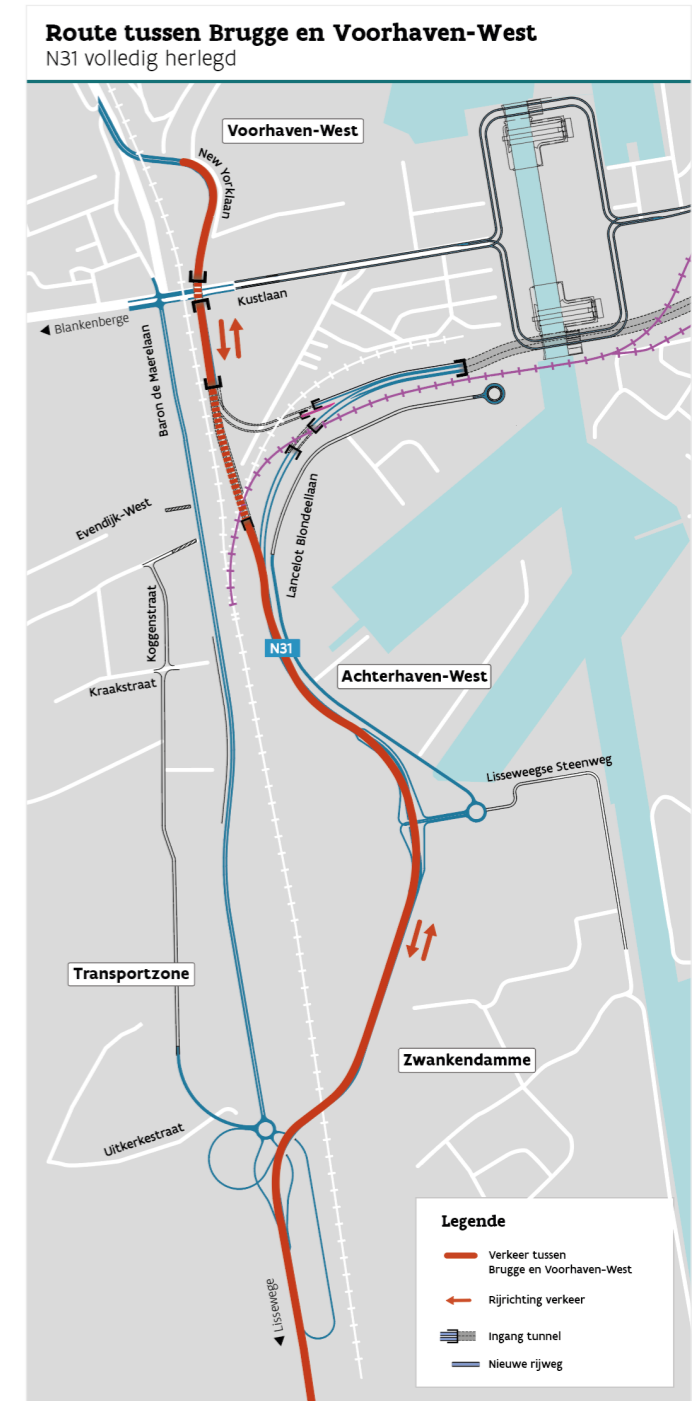 Route tussen Brugge en Voorhaven-West
N31 volledig herlegd
Voorhaven-West
New Yorklaan
Kustlaan
Blankenberge
Baron de Maerelaan
Evendijk-West
Lancelot Blondeellaan
Koggenstraat
N31
Kraakstraat
Achterhaven-West
Lisseweegse Steenweg
Transportzone
Zwankendamme
Uitkerkestraat
Lissewege
Legende
Verkeer tussen
Brugge en Voorhaven-West
Rijrichting verkeer
Ingang tunnel
Nieuwe rijweg